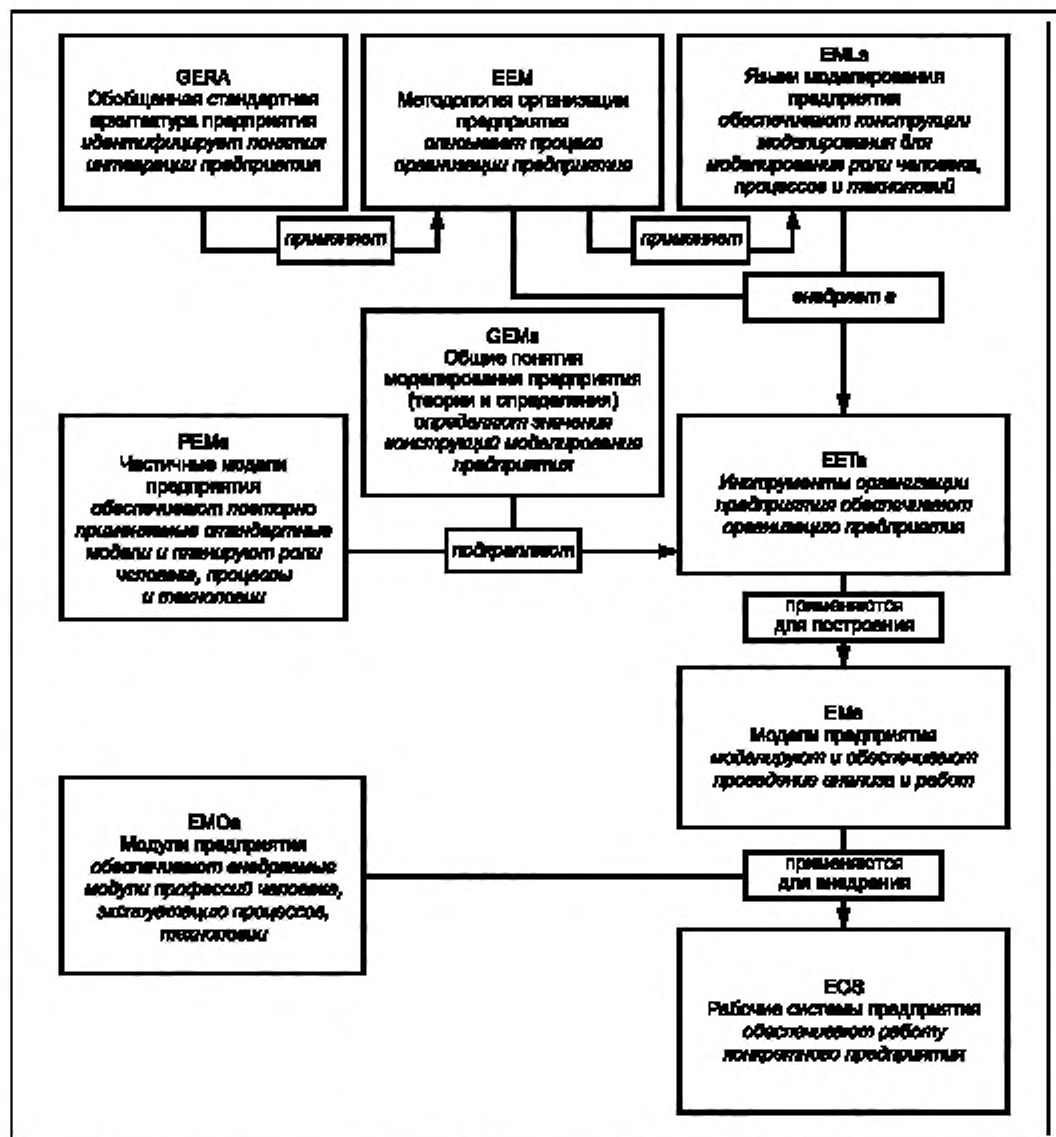 GERA
Обобщенная стандартная
архитектура предприятия
идентифицирует понятия
интеграции предприятия
EEM
Методология организации
предприятия
описывает процесс
организации предприятия
EMLs
Языки моделирования
предприятия
обеспечивают конструкции
моделирования для
моделирования роли человека,
процессов и технологий
применяет
применяет
внедряют в
GEMs
Общие понятия
моделирования предприятия
(теории и определения)
определяют значения
конструкций моделирования
предприятия
PEMs
Частичные модели
предприятия
обеспечивают повторно
применяемые стандартные
модели и планируют роли
человека, процессы
и технологии
подкрепляют
EETs
Инструменты организации
предприятия обеспечивают
организацию предприятия
применяются
для построения
EMs
Модели предприятия
моделируют и обеспечивают
проведение анализа и работ
EMOs
Модули предприятия
обеспечивают внедряемые
модули профессий человека,
эксплуатацию процессов,
технологии
применяются
для внедрения
EOS
Рабочие системы предприятия
обеспечивают работу
конкретного предприятия